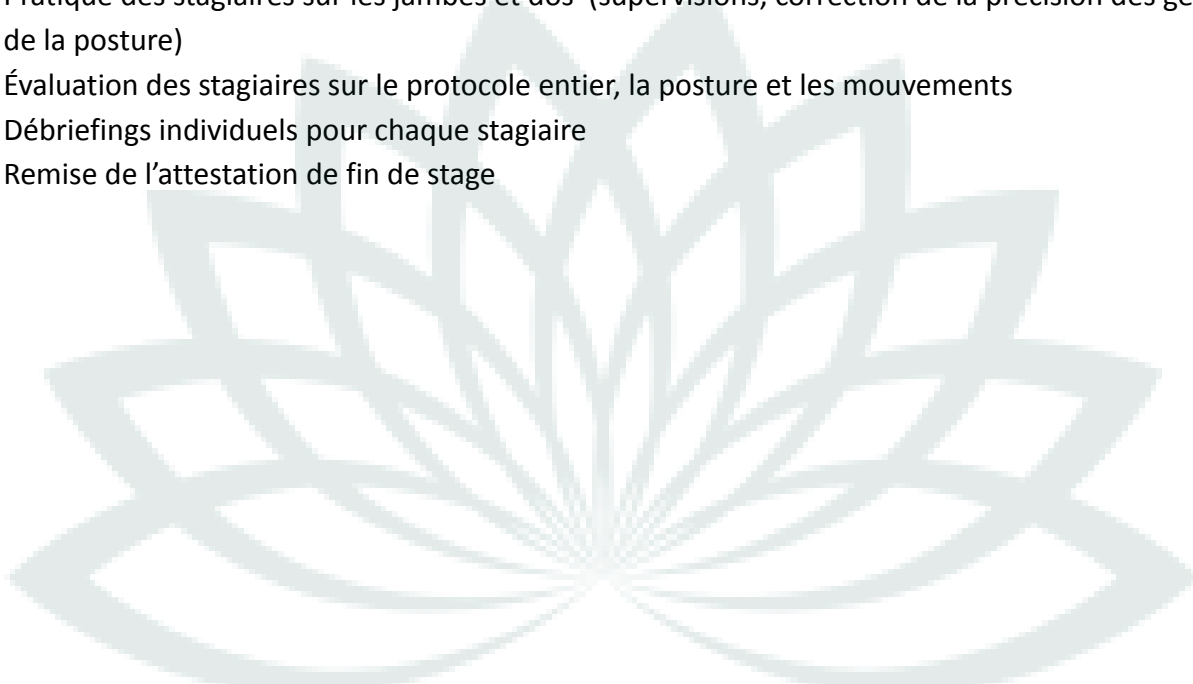 Pratique des stagiaires sur les jambes et dos (supervisions, correction de la précision des
de la posture)
Évaluation des stagiaires sur le protocole entier, la posture et les mouvements
Débriefings individuels pour chaque stagiaire
Remise de l’attestation de fin de stage